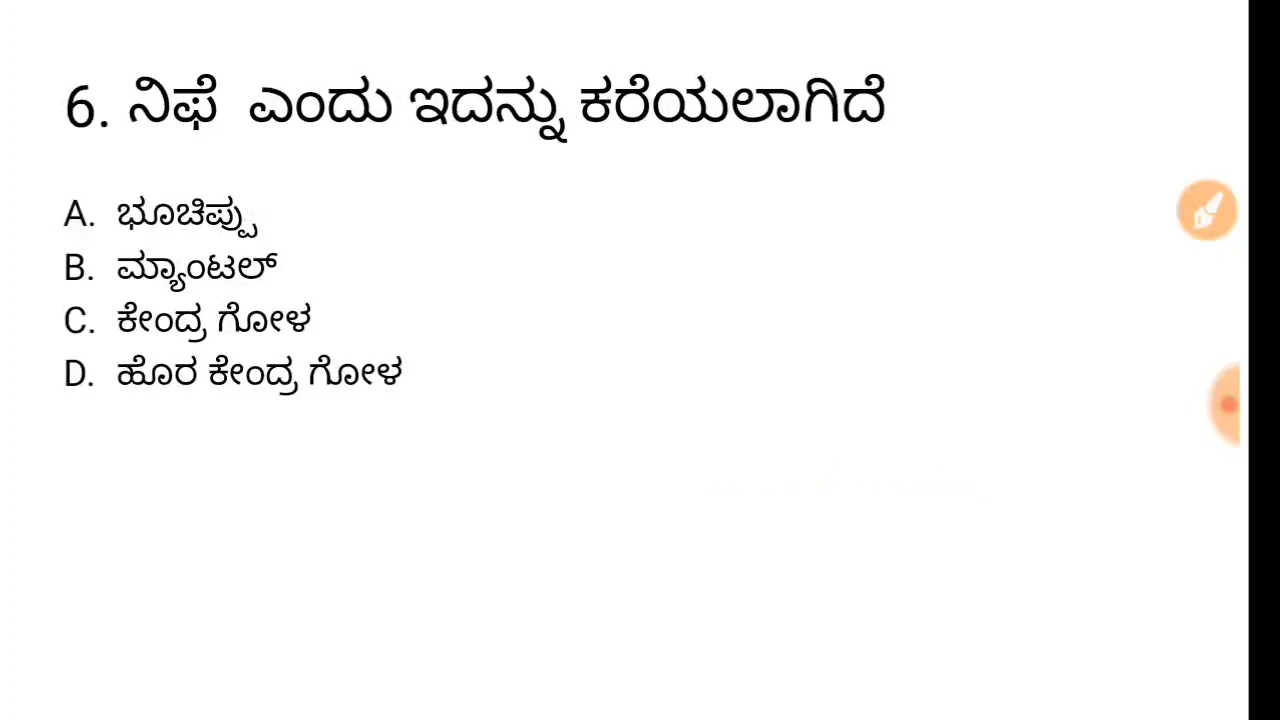 6. ನಿಫೆ ಎಂದು ಇದನ್ನು ಕರೆಯಲಾಗಿದೆ
A. ಭೂಚಿಪ್ಪು
B. ಮ್ಯಾಂಟಲ್
C. ಕೇಂದ್ರ ಗೋಳ
D. ಹೊರ ಕೇಂದ್ರ ಗೋಳ